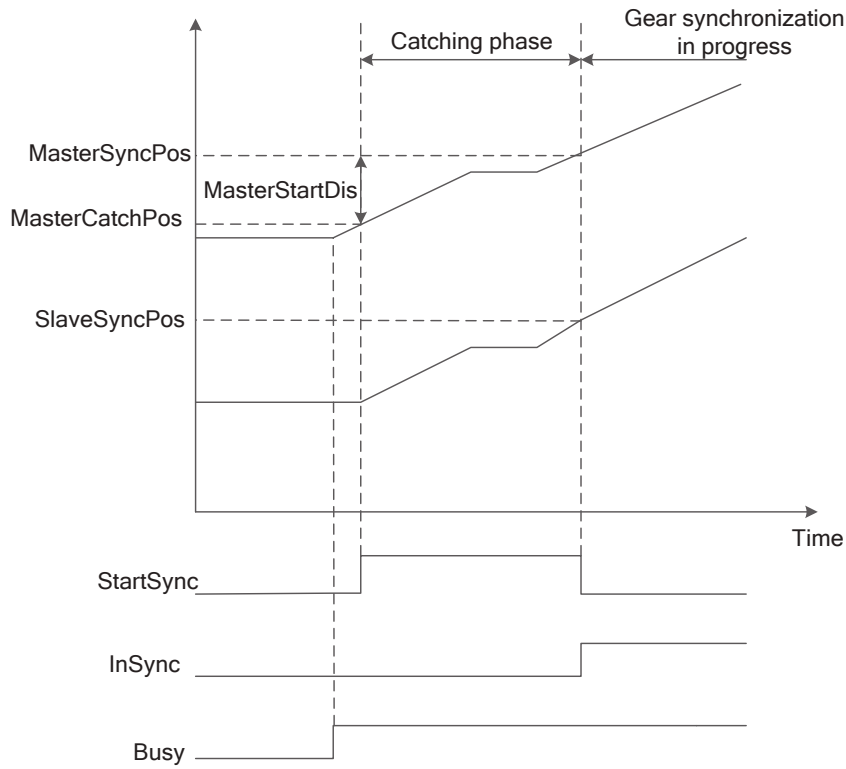 Catching phase
Gear synchronization
in progress
MasterSyncPos
MasterStartDis
MasterCatchPos
SlaveSyncPos
Time
StartSync
InSync
Busy